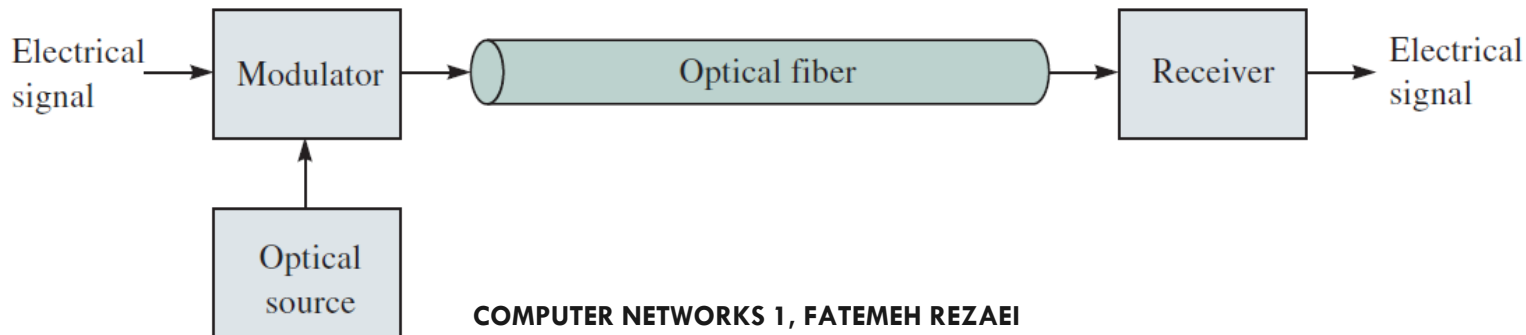 Electrical
signal
Modulator
Optical fiber
Receiver
Electrical
signal
Optical
source
COMPUTER NETWORKS 1, FATEMEH REZAEI